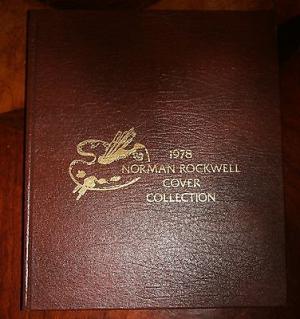 1978
NORMAN ROCKWELL
COVER
COLLECTION